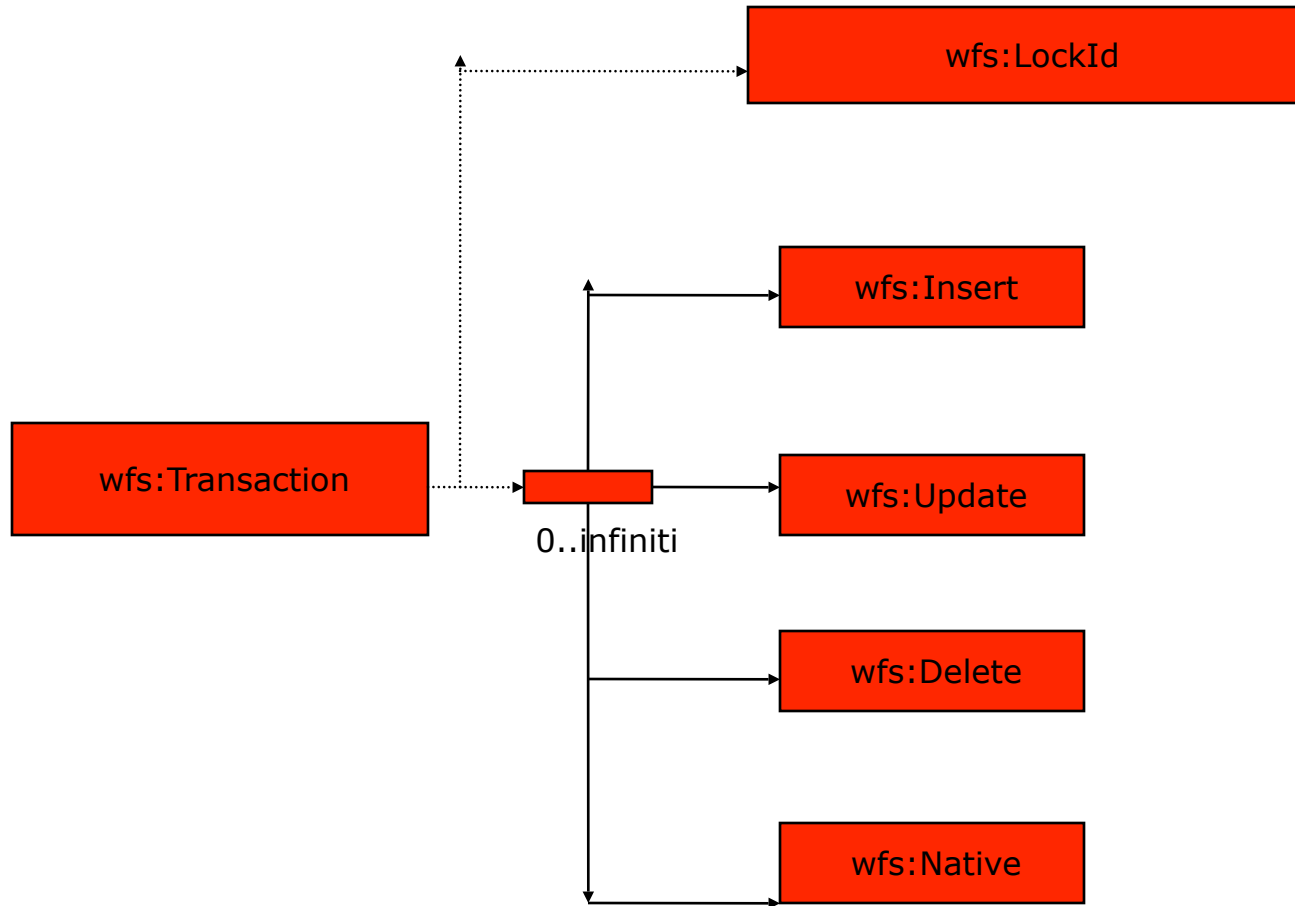 wfs:LockId
wfs:Insert
wfs:Transaction
wfs:Update
0..infiniti
wfs:Delete
wfs:Native